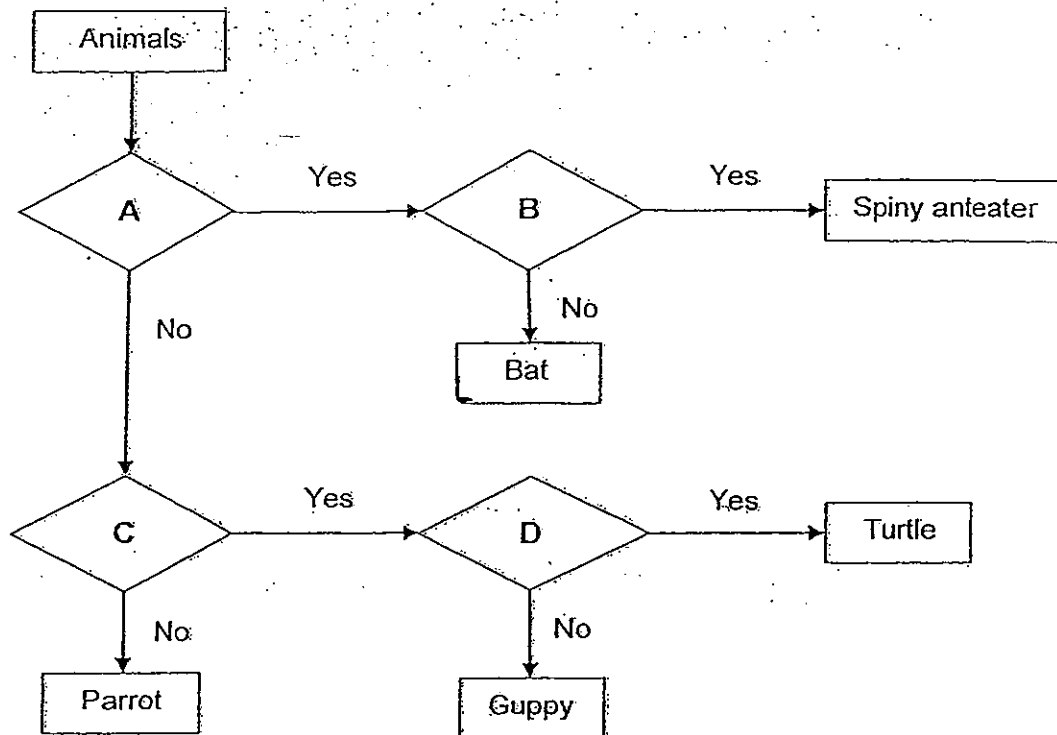 Animals
A
Yes
B
Yes
Spiny anteater
No
No
Bat
C
Yes
D
Yes
Turtle
No
No
Parrot
Guppy